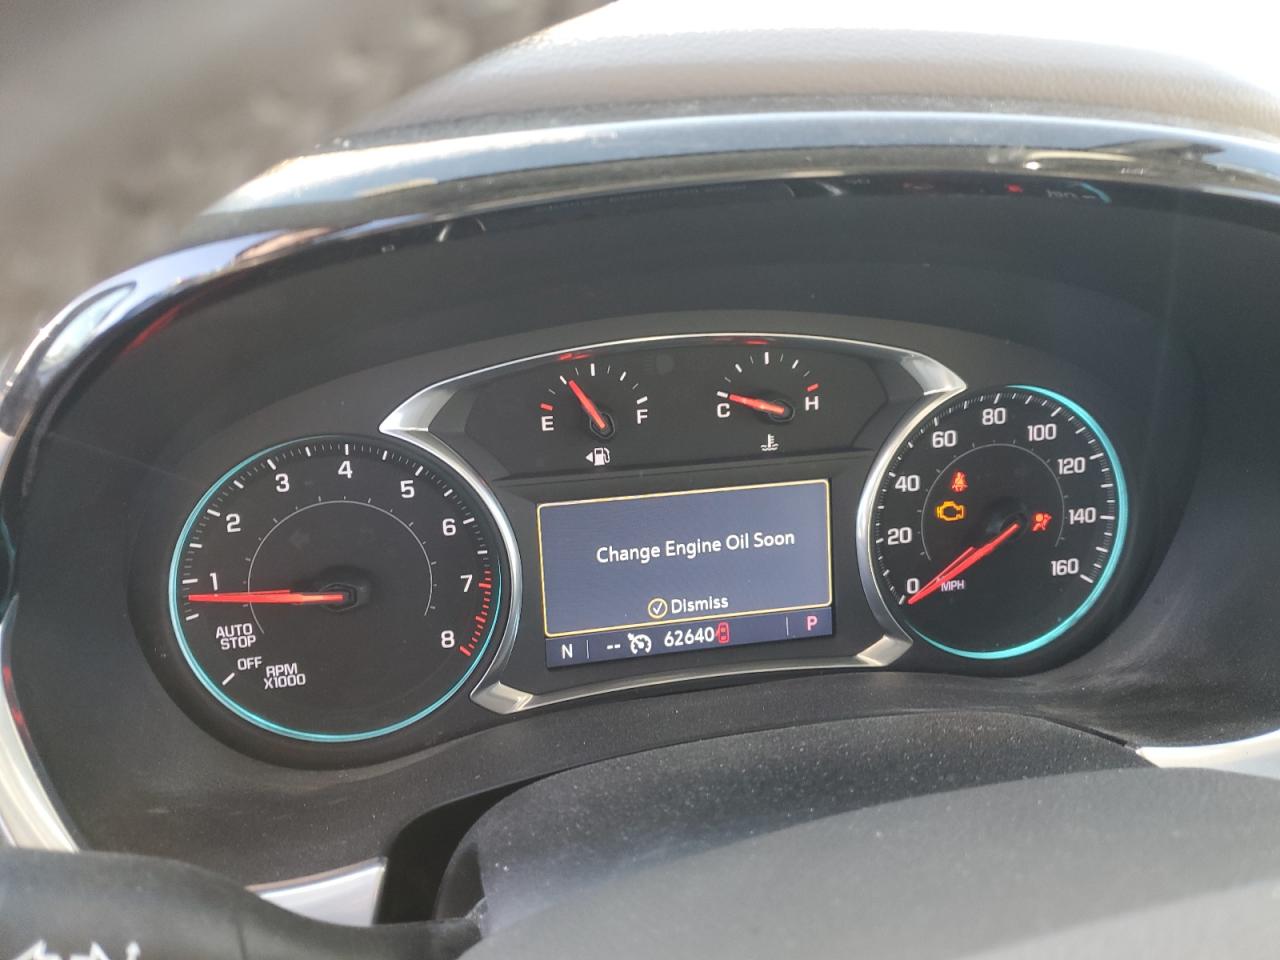 E F
C H
1 2 3 4 5 6 7 8
AUTO
STOP
OFF
RPM
X1000
Change Engine Oil Soon
Dismiss
N -- 62640 P
0 20 40 60 80 100 120 140 160
MPH